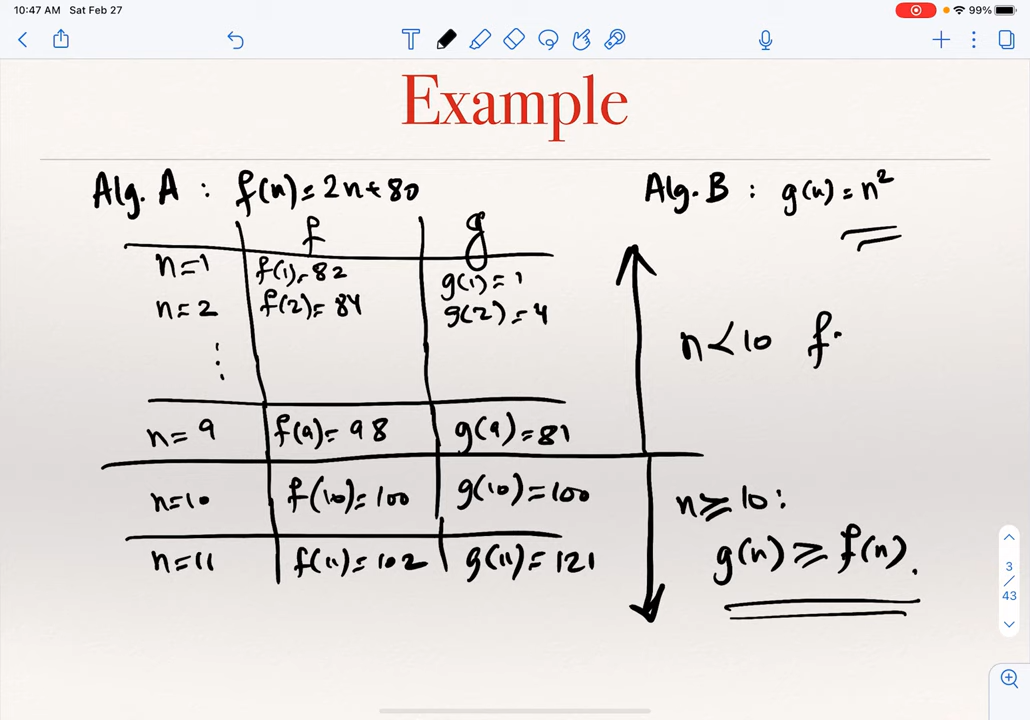 10:47 AM Sat Feb 27
99%
Example
Alg. A : f(n) = 2n + 80
Alg. B : g(n) = n²
f g
n=1 f(1) = 82 g(1) = 1
n=2 f(2) = 84 g(2) = 4
⋮
n<10 f
n=9 f(9) = 98 g(9) = 81
n=10 f(10) = 100 g(10) = 100
n≥10:
n=11 f(11) = 102 g(11) = 121
g(n) ≥ f(n).
3
/
43